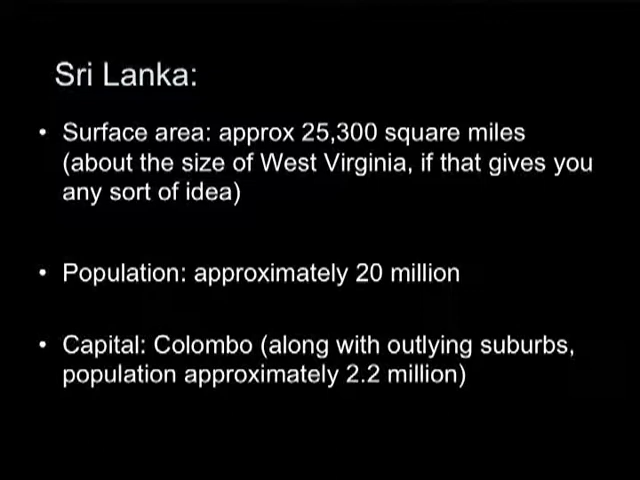 Sri Lanka:
• Surface area: approx 25,300 square miles
(about the size of West Virginia, if that gives you
any sort of idea)
• Population: approximately 20 million
• Capital: Colombo (along with outlying suburbs,
population approximately 2.2 million)